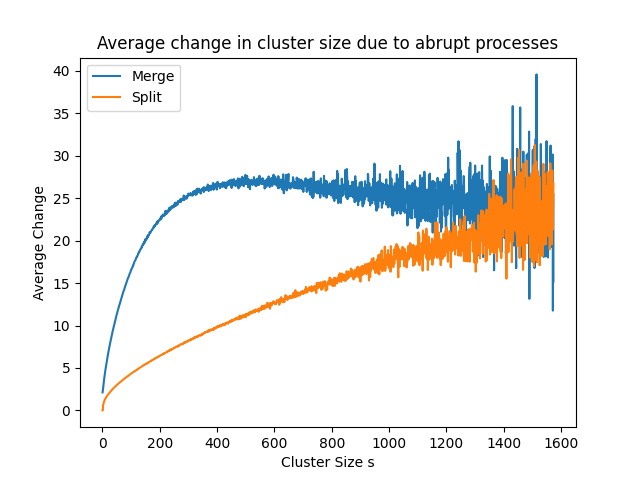 Average change in cluster size due to abrupt processes
Merge
Split
Average Change
40
35
30
25
20
15
10
5
0
0 200 400 600 800 1000 1200 1400 1600
Cluster Size s